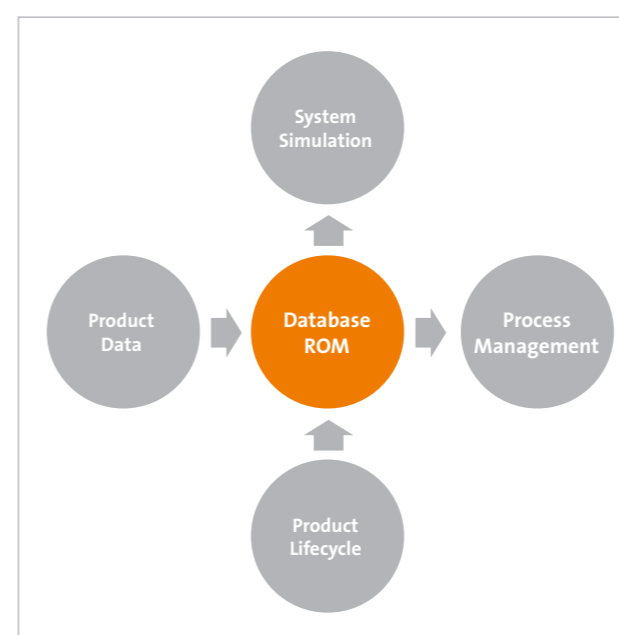 System
Simulation
Product
Data
Database
ROM
Process
Management
Product
Lifecycle